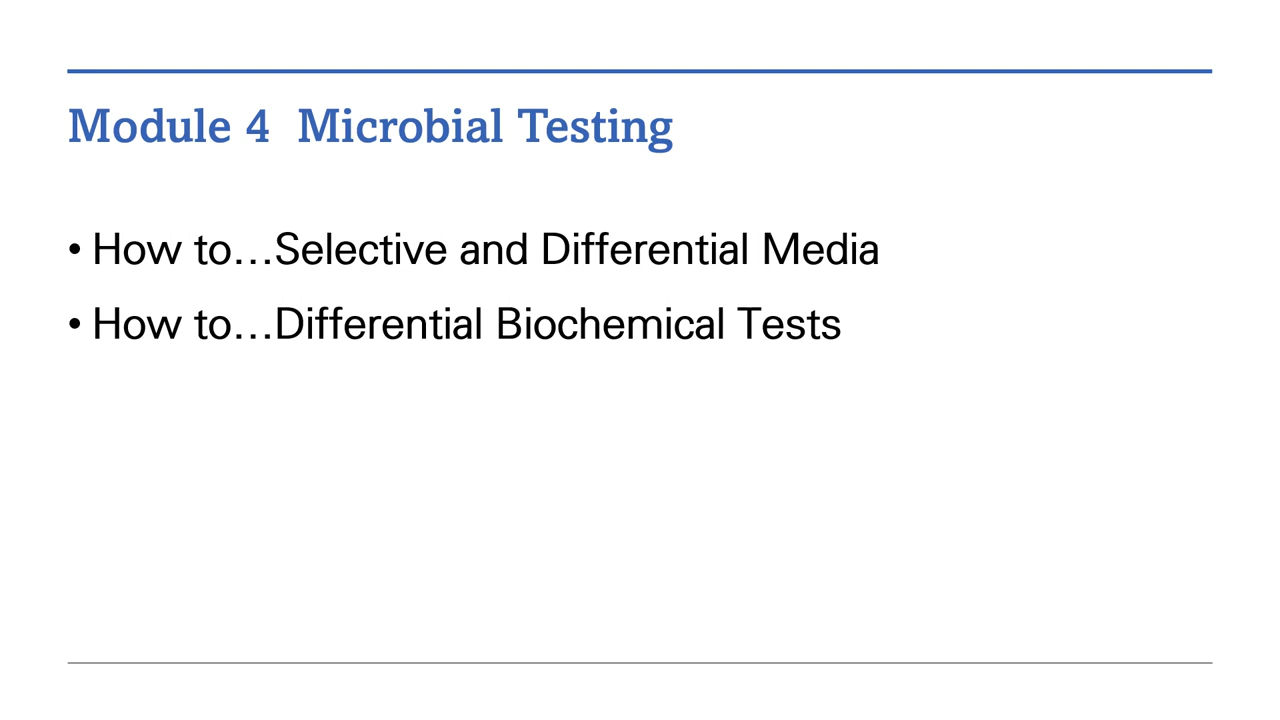 Module 4  Microbial Testing
• How to…Selective and Differential Media
• How to…Differential Biochemical Tests